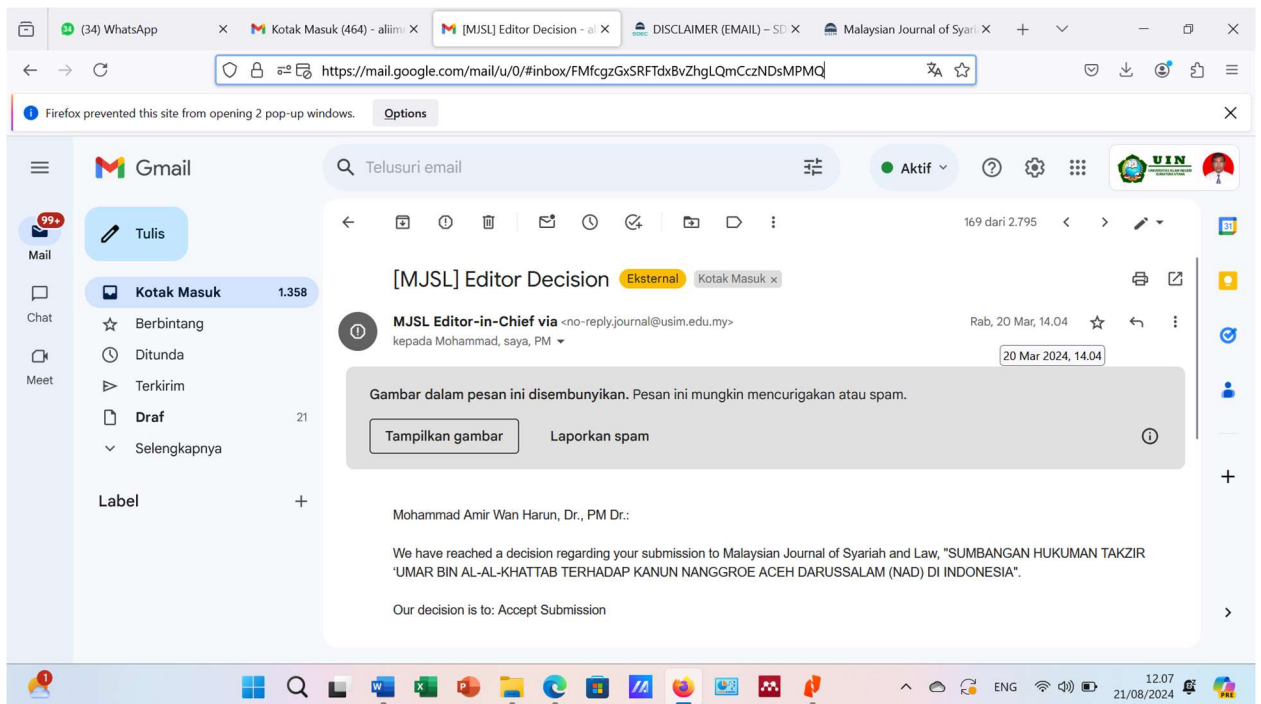 34
(34) WhatsApp
Kotak Masuk (464) - aliim
[MJSL] Editor Decision - al
DISCLAIMER (EMAIL) – SD
Malaysian Journal of Syari
https://mail.google.com/mail/u/0/#inbox/FMfcgzGxSRFTdxBvZhgLQmCczNDsMPMQ
Firefox prevented this site from opening 2 pop-up windows. Options
Gmail
Telusuri email
Aktif
UIN
99+
Mail
Chat
Meet
Tulis
Kotak Masuk 1.358
Berbintang
Ditunda
Terkirim
Draf 21
Selengkapnya
Label
169 dari 2.795
31
[MJSL] Editor Decision Eksternal Kotak Masuk ×
MJSL Editor-in-Chief via <no-reply.journal@usim.edu.my> Rab, 20 Mar, 14.04
kepada Mohammad, saya, PM
20 Mar 2024, 14.04
Gambar dalam pesan ini disembunyikan. Pesan ini mungkin mencurigakan atau spam.
Tampilkan gambar Laporkan spam
Mohammad Amir Wan Harun, Dr., PM Dr.:
We have reached a decision regarding your submission to Malaysian Journal of Syariah and Law, "SUMBANGAN HUKUMAN TAKZIR
‘UMAR BIN AL-AL-KHATTAB TERHADAP KANUN NANGGROE ACEH DARUSSALAM (NAD) DI INDONESIA".
Our decision is to: Accept Submission
1
ENG
12.07
21/08/2024
PRE